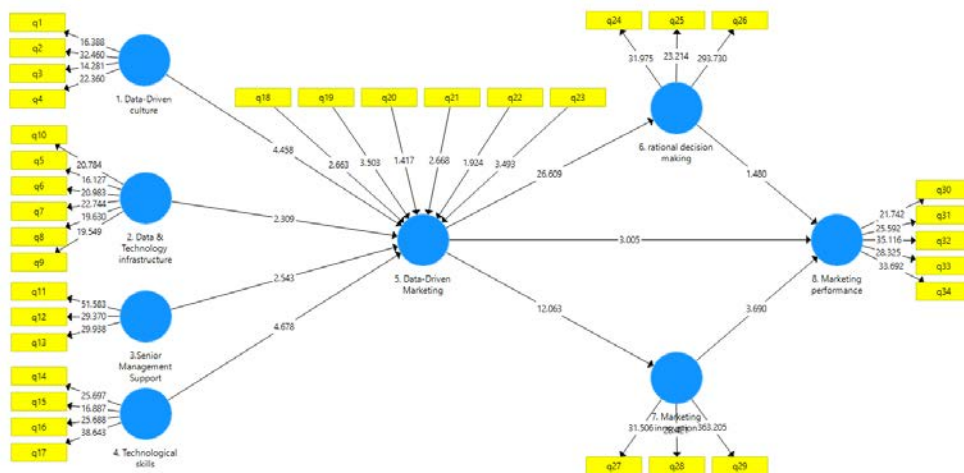 q1
q2
q3
q4
16.388
32.460
14.281
22.360
1. Data-Driven
culture
q10
q5
q6
q7
q8
q9
20.784
16.127
20.983
22.744
19.630
19.549
2. Data &
Technology
infrastructure
q11
q12
q13
51.583
29.370
29.938
3.Senior
Management
Support
q14
q15
q16
q17
25.697
16.887
25.688
38.643
4. Technological
skills
4.458
2.309
2.543
4.678
q18
q19
q20
q21
q22
q23
2.663
3.503
1.417
2.668
1.924
3.493
5. Data-Driven
Marketing
26.609
3.005
12.063
q24
q25
q26
31.975
23.214
293.730
6. rational decision
making
1.480
3.690
7. Marketing
31.506
363.205
q27
q28
q29
8. Marketing
performance
q30
q31
q32
q33
q34
21.742
25.592
35.116
28.325
33.692